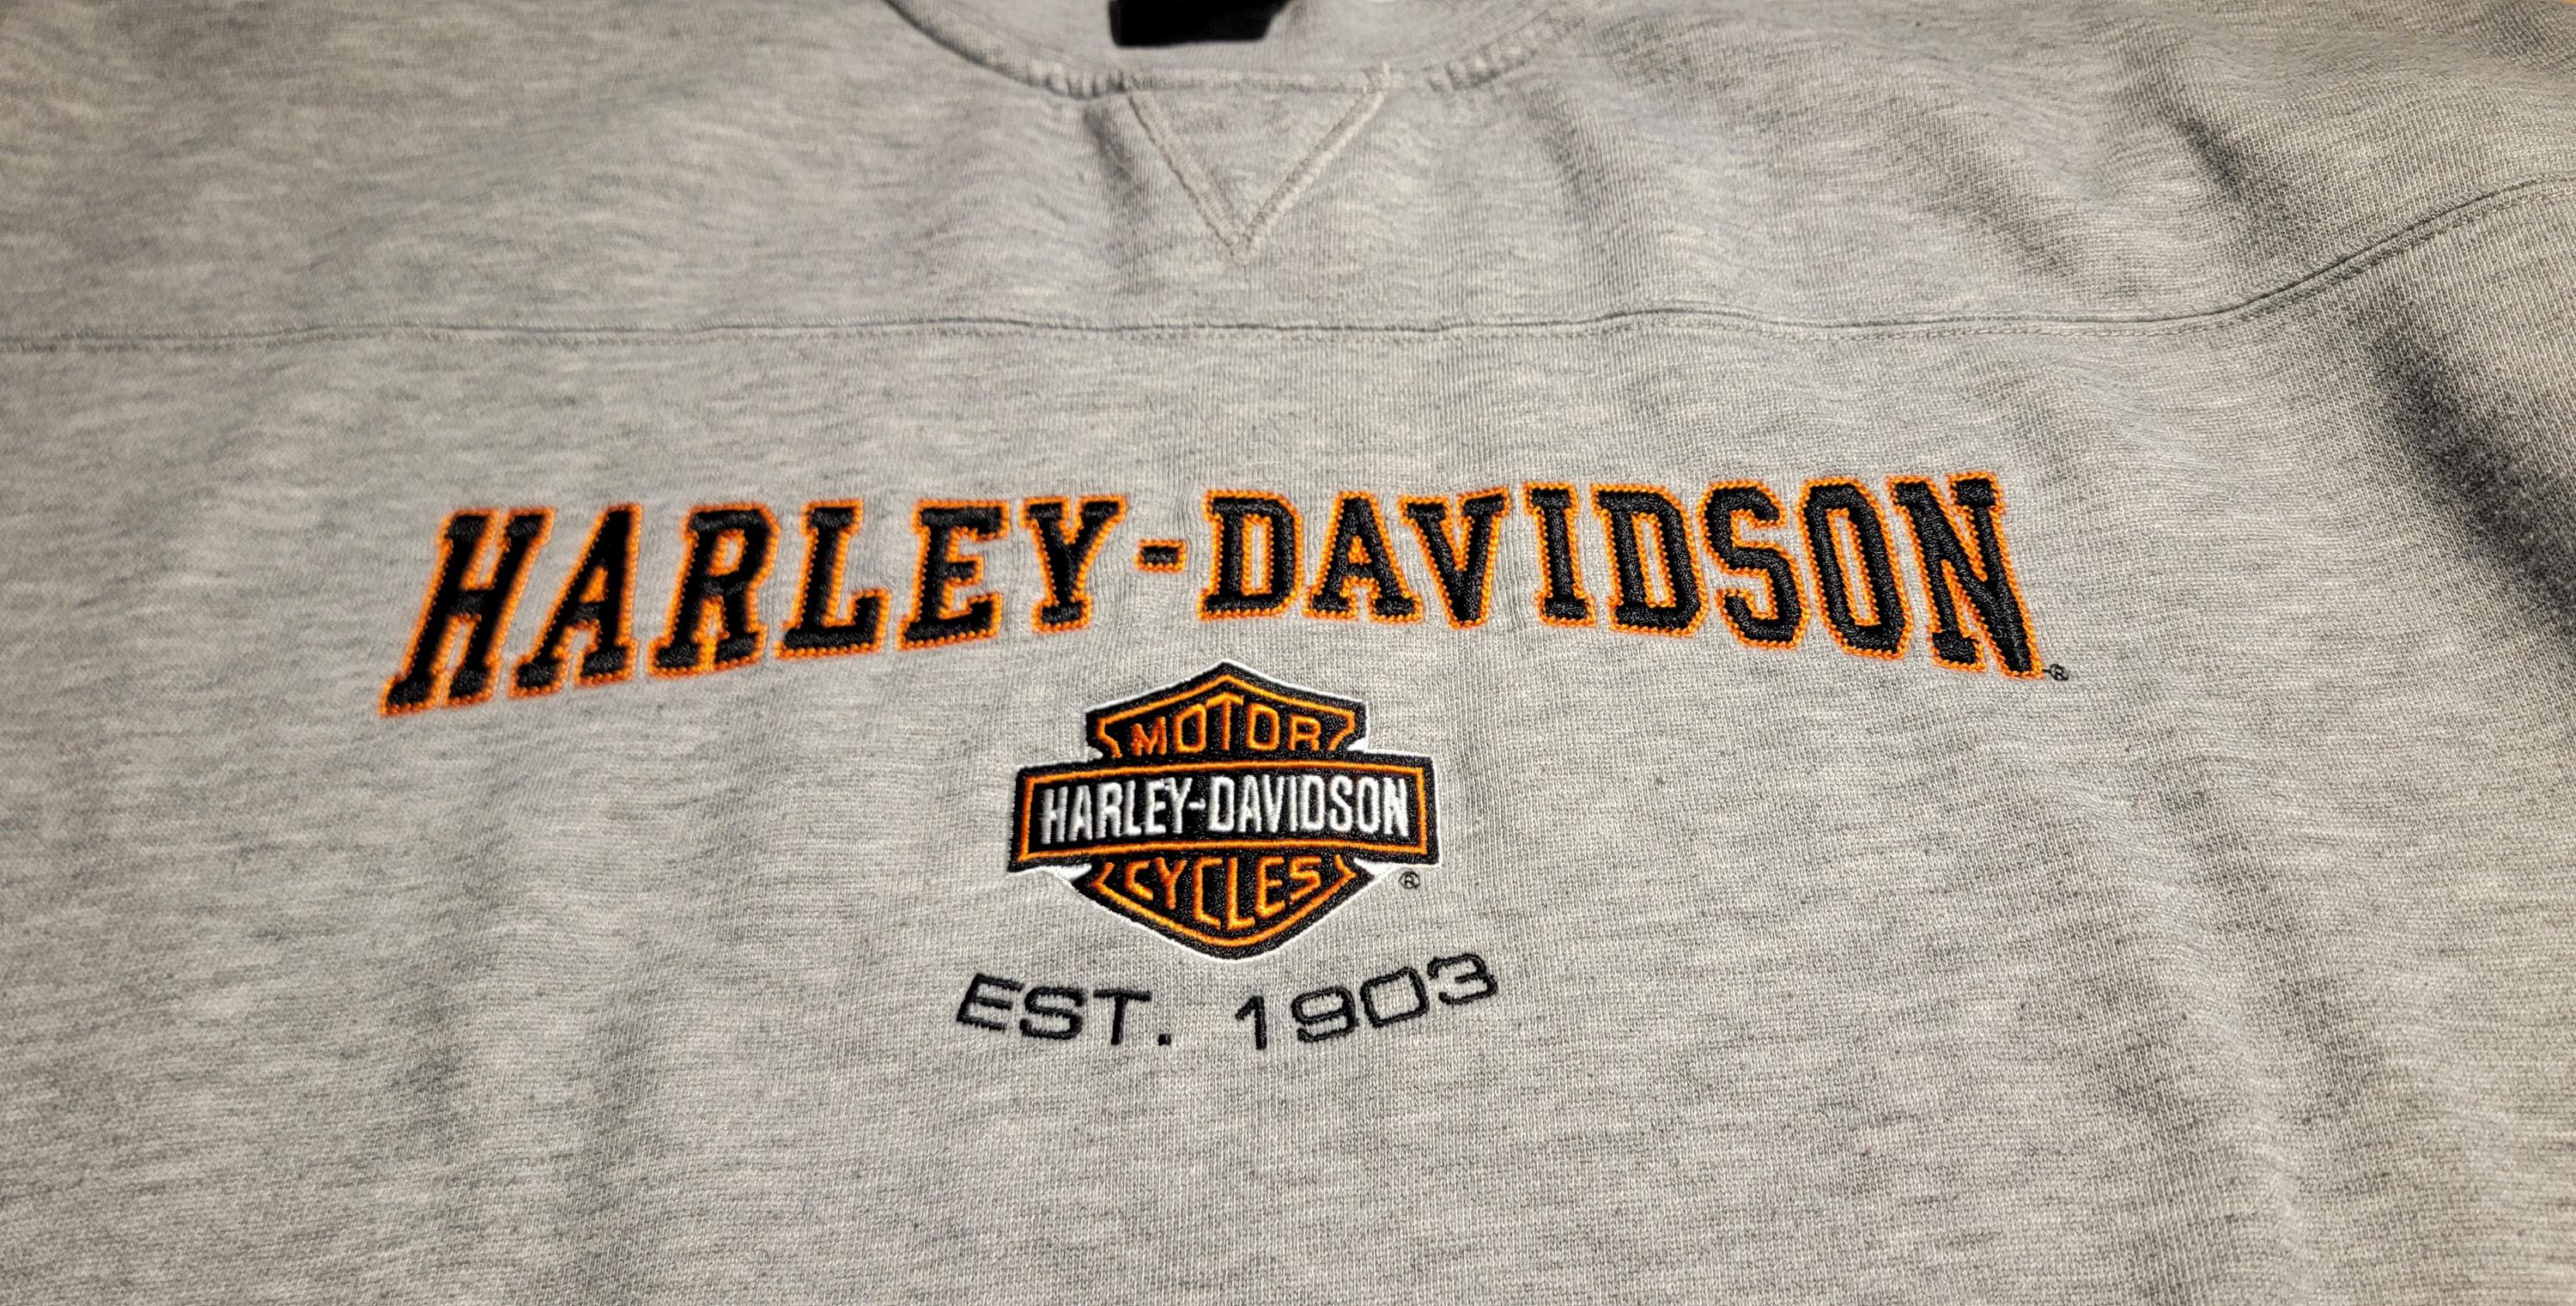 HARLEY-DAVIDSON®
MOTOR
HARLEY-DAVIDSON
CYCLES®
EST. 1903